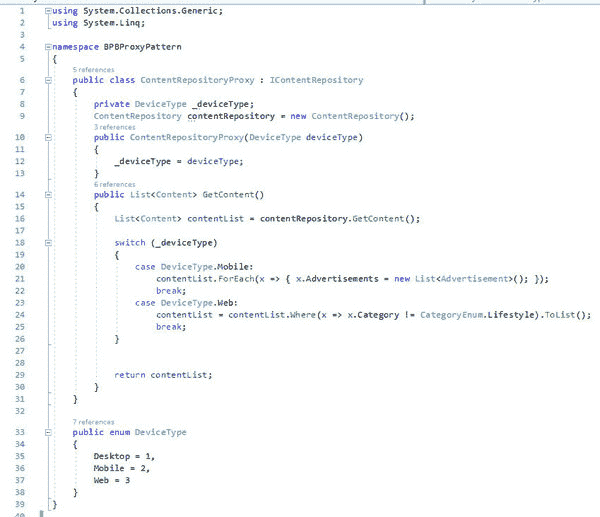 1 using System.Collections.Generic;
2 using System.Linq;
3
4 namespace BPBProxyPattern
5 {
5 references
6 public class ContentRepositoryProxy : IContentRepository
7 {
8 private DeviceType _deviceType;
9 ContentRepository contentRepository = new ContentRepository();
3 references
10 public ContentRepositoryProxy(DeviceType deviceType)
11 {
12 _deviceType = deviceType;
13 }
6 references
14 public List<Content> GetContent()
15 {
16 List<Content> contentList = contentRepository.GetContent();
17
18 switch (_deviceType)
19 {
20 case DeviceType.Mobile:
21 contentList.ForEach(x => { x.Advertisements = new List<Advertisement>(); });
22 break;
23 case DeviceType.Web:
24 contentList = contentList.Where(x => x.Category != CategoryEnum.Lifestyle).ToList();
25 break;
26 }
27
28
29 return contentList;
30 }
31 }
32
7 references
33 public enum DeviceType
34 {
35 Desktop = 1,
36 Mobile = 2,
37 Web = 3
38 }
39 }
40